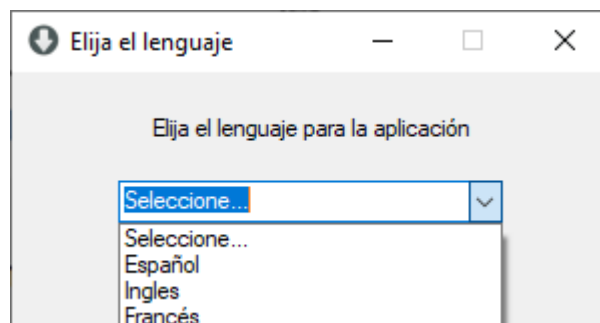 Elija el lenguaje
Elija el lenguaje para la aplicación
Seleccione...
Seleccione...
Español
Ingles
Francés